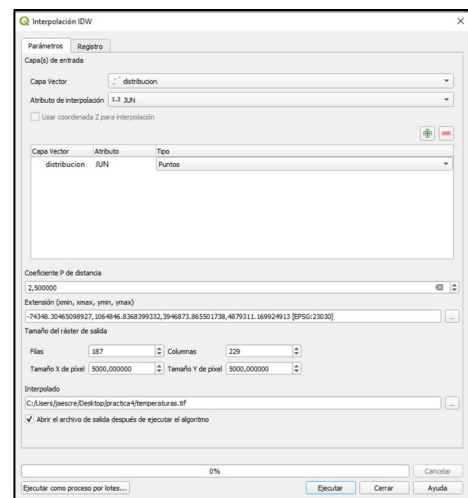 Interpolación IDW
Parámetros Registro
Capa(s) de entrada
Capa Vector distribucion
Atributo de interpolación 1.2 JUN
Usar coordenada Z para interpolación
Capa Vector Atributo Tipo
distribucion JUN Puntos
Coeficiente P de distancia
2,500000
Extensión (xmin, xmax, ymin, ymax)
-74348.30465098927,1064846.8368399332,3946873.865501738,4879311.169924913 [EPSG:23030]
Tamaño del ráster de salida
Filas 187 Columnas 229
Tamaño X de píxel 5000,000000 Tamaño Y de píxel 5000,000000
Interpolado
C:/Users/jaescre/Desktop/practica4/temperaturas.tif
Abrir el archivo de salida después de ejecutar el algoritmo
0% Cancelar
Ejecutar como proceso por lotes... Ejecutar Cerrar Ayuda